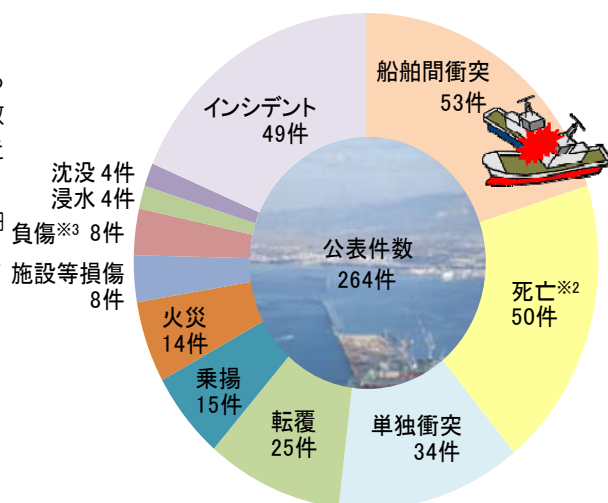 船舶間衝突
53件
死亡※2
50件
単独衝突
34件
転覆
25件
乗揚
15件
火災
14件
施設等損傷
8件
負傷※3 8件
浸水 4件
沈没 4件
インシデント
49件
公表件数
264件